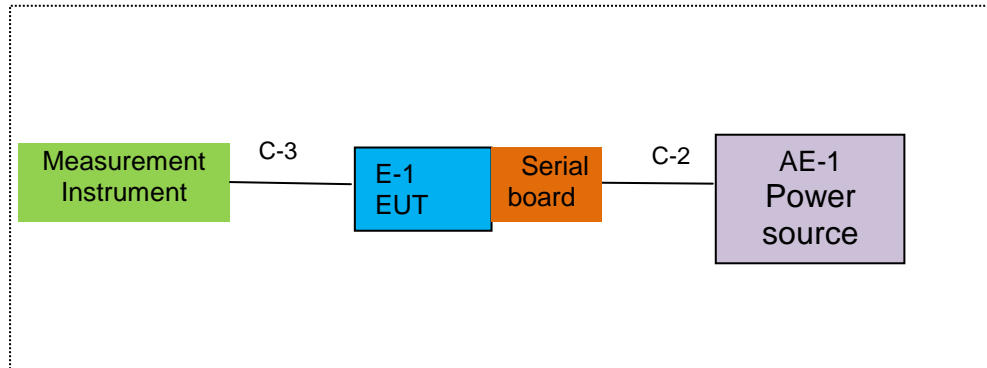 Measurement
Instrument
C-3
E-1
EUT
Serial
board
C-2
AE-1
Power
source